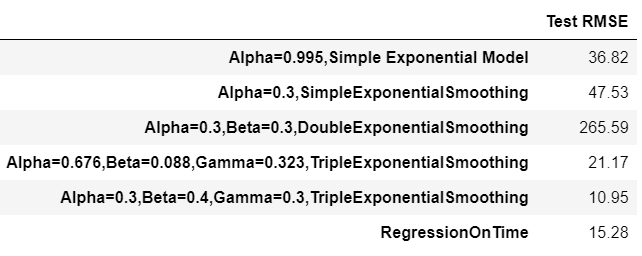 Test RMSE
Alpha=0.995,Simple Exponential Model 36.82
Alpha=0.3,SimpleExponentialSmoothing 47.53
Alpha=0.3,Beta=0.3,DoubleExponentialSmoothing 265.59
Alpha=0.676,Beta=0.088,Gamma=0.323,TripleExponentialSmoothing 21.17
Alpha=0.3,Beta=0.4,Gamma=0.3,TripleExponentialSmoothing 10.95
RegressionOnTime 15.28